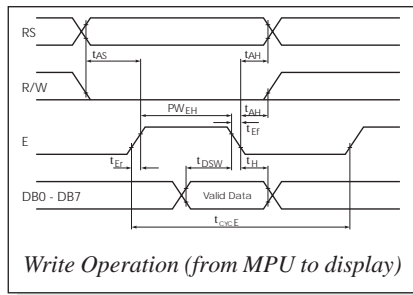 RS
tAS
tAH
R/W
PWEH
tAH
tEf
E
tEr
tDSW
tH
DB0 - DB7
Valid Data
tCYCE
Write Operation (from MPU to display)